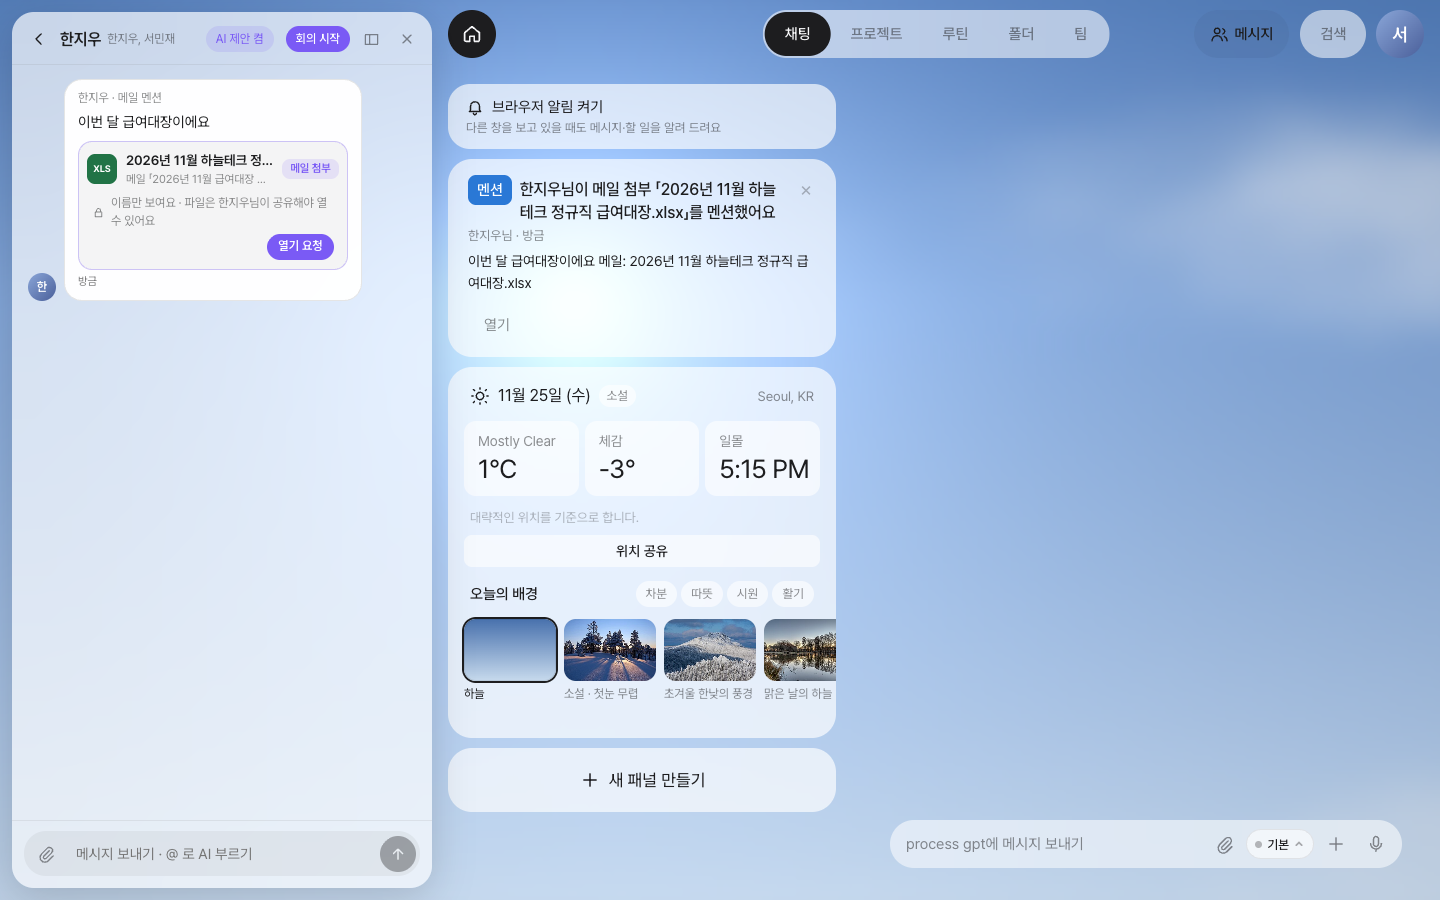 한지우 한지우, 서민재 AI 제안 켬 회의 시작
한지우 · 메일 멘션
이번 달 급여대장이에요
XLS 2026년 11월 하늘테크 정... 메일 첨부
메일 「2026년 11월 급여대장 ...
이름만 보여요 · 파일은 한지우님이 공유해야 열
수 있어요
열기 요청
방금
한
메시지 보내기 · @ 로 AI 부르기
채팅 프로젝트 루틴 폴더 팀
메시지 검색 서
브라우저 알림 켜기
다른 창을 보고 있을 때도 메시지·할 일을 알려 드려요
멘션 한지우님이 메일 첨부 「2026년 11월 하늘
테크 정규직 급여대장.xlsx」를 멘션했어요
한지우님 · 방금
이번 달 급여대장이에요 메일: 2026년 11월 하늘테크 정규직 급
여대장.xlsx
열기
11월 25일 (수) 소설 Seoul, KR
Mostly Clear 체감 일몰
1°C -3° 5:15 PM
대략적인 위치를 기준으로 합니다.
위치 공유
오늘의 배경 차분 따뜻 시원 활기
하늘 소설 · 첫눈 무렵 초겨울 한낮의 풍경 맑은 날의 하늘
새 패널 만들기
process gpt에 메시지 보내기 기본